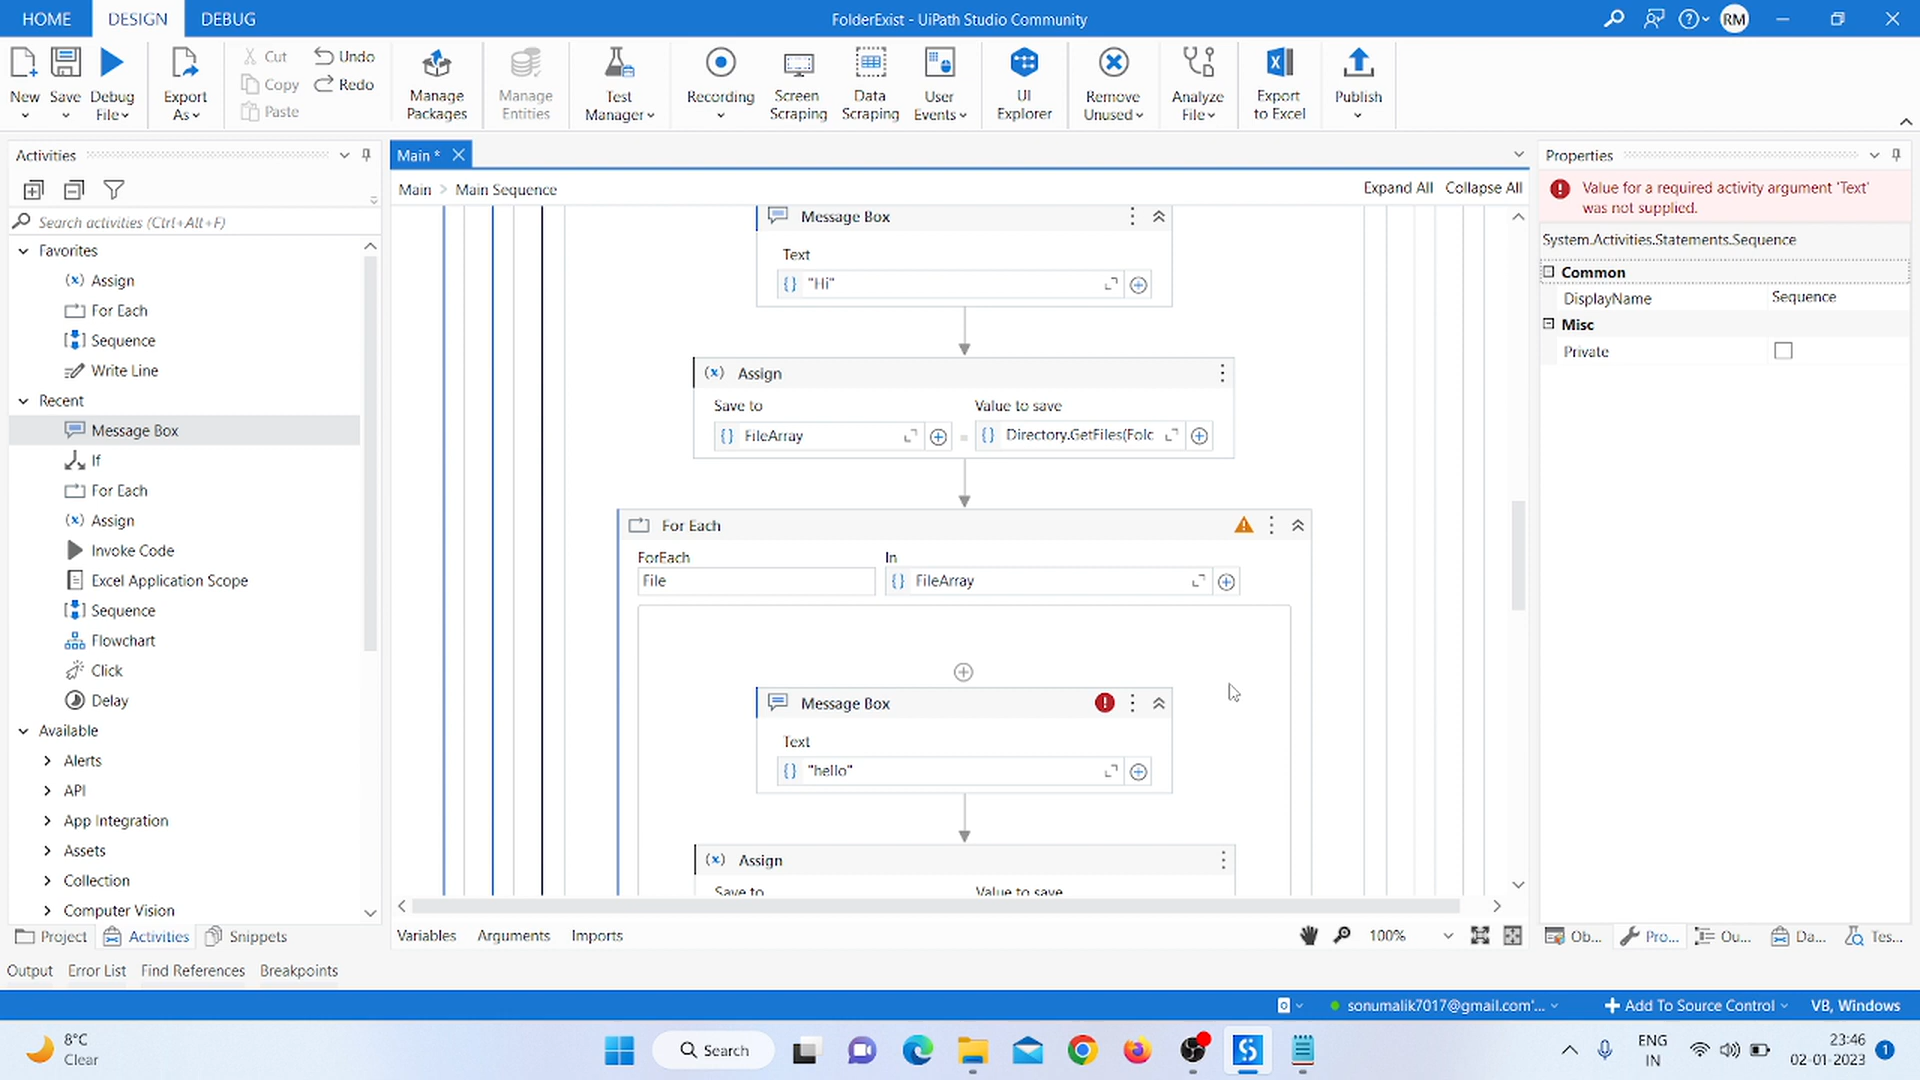 HOME
DESIGN
DEBUG
FolderExist - UiPath Studio Community
RM
New
Save
Debug
File
Export
As
Cut
Copy
Paste
Undo
Redo
Manage
Packages
Manage
Entities
Test
Manager
Recording
Screen
Scraping
Data
Scraping
User
Events
UI
Explorer
Remove
Unused
Analyze
File
Export
to Excel
Publish
Activities
Search activities (Ctrl+Alt+F)
Favorites
Assign
For Each
Sequence
Write Line
Recent
Message Box
If
For Each
Assign
Invoke Code
Excel Application Scope
Sequence
Flowchart
Click
Delay
Available
Alerts
API
App Integration
Assets
Collection
Computer Vision
Project
Activities
Snippets
Main *
Main > Main Sequence
Expand All
Collapse All
Message Box
Text
"Hi"
Assign
Save to
Value to save
FileArray
=
Directory.GetFiles(Folc
For Each
ForEach
In
File
FileArray
Message Box
Text
"hello"
Assign
Save to
Value to save
Variables
Arguments
Imports
100%
Properties
Value for a required activity argument 'Text'
was not supplied.
System.Activities.Statements.Sequence
Common
DisplayName
Sequence
Misc
Private
Ob...
Pro...
Ou...
Da...
Tes...
Output
Error List
Find References
Breakpoints
sonumalik7017@gmail.com'...
Add To Source Control
VB, Windows
8°C
Clear
Search
ENG
IN
23:46
02-01-2023
1